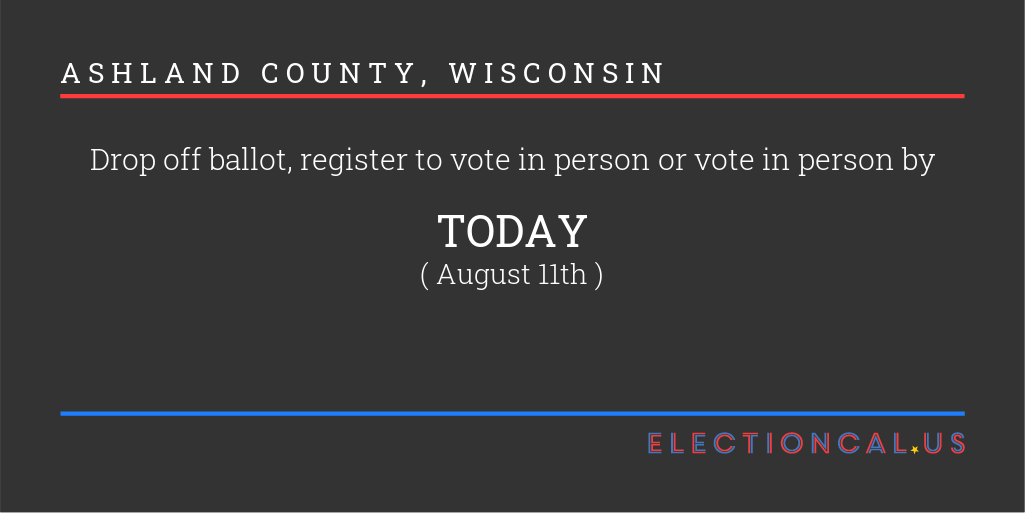 ASHLAND COUNTY, WISCONSIN
Drop off ballot, register to vote in person or vote in person by
TODAY
( August 11th )
ELECTIONCAL.US